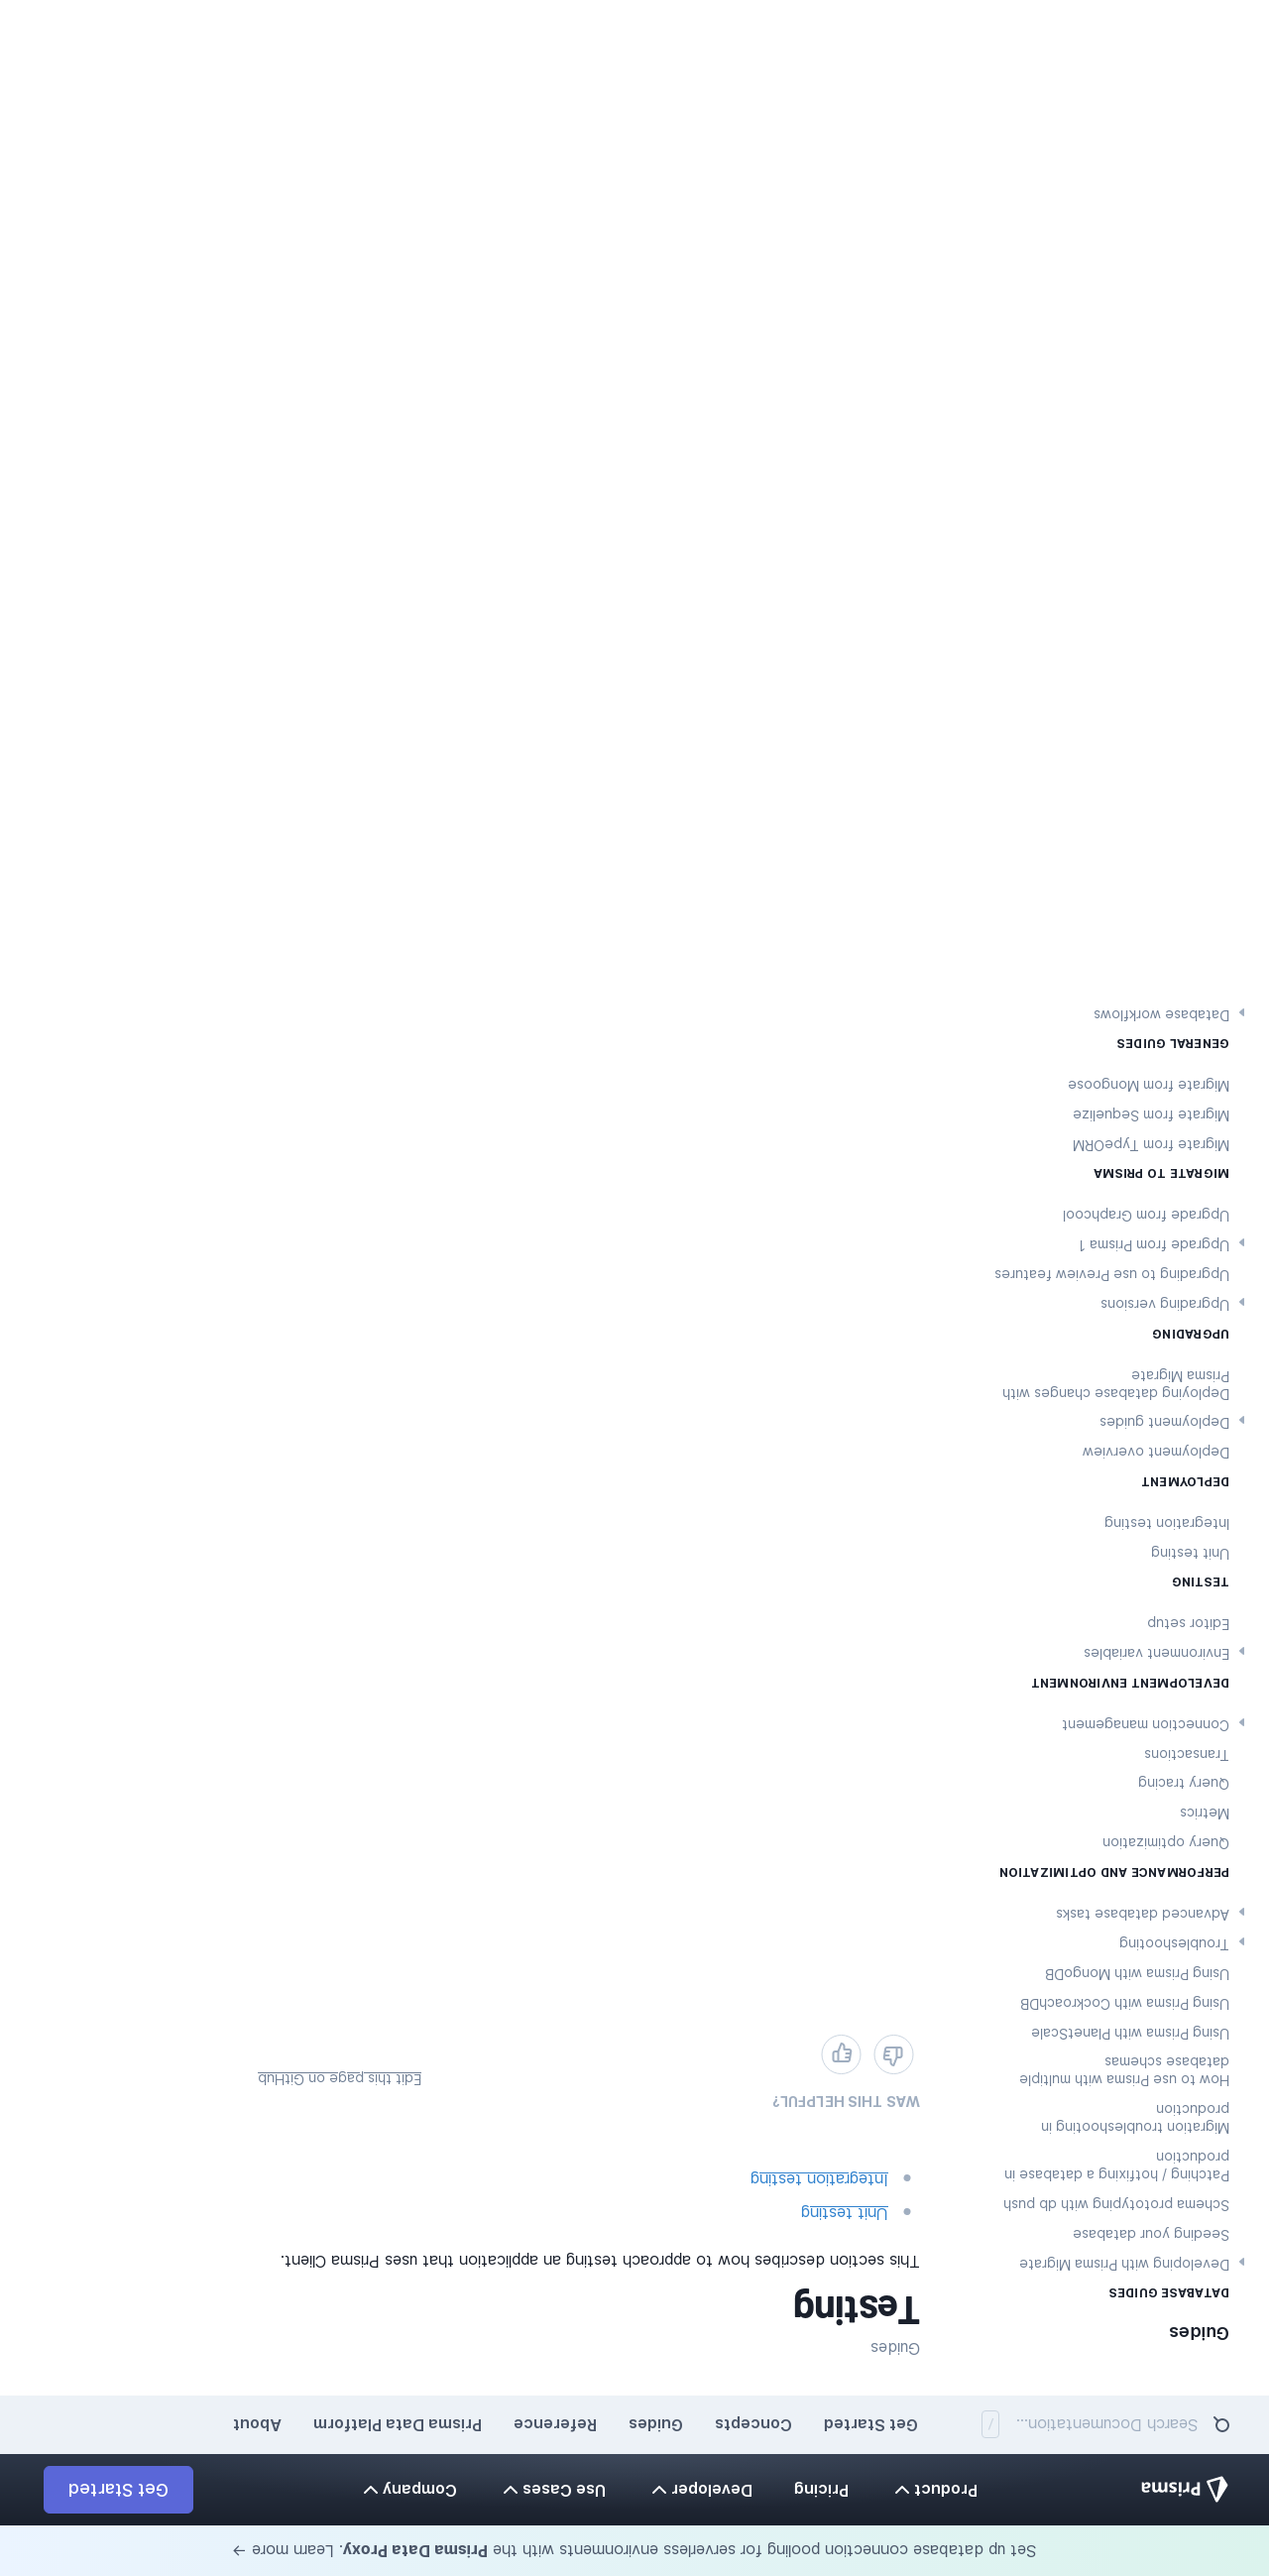 Set up database connection pooling for serverless environments with the Prisma Data Proxy. Learn more →
Prisma
Product
Pricing
Developer
Use Cases
Company
Get Started
Search Documentation...
/
Get Started
Concepts
Guides
Reference
Prisma Data Platform
About
Guides
DATABASE GUIDES
Developing with Prisma Migrate
Seeding your database
Schema prototyping with db push
Patching / hotfixing a database in
production
Migration troubleshooting in
production
How to use Prisma with multiple
database schemas
Using Prisma with PlanetScale
Using Prisma with CockroachDB
Using Prisma with MongoDB
Troubleshooting
Advanced database tasks
PERFORMANCE AND OPTIMIZATION
Query optimization
Metrics
Query tracing
Transactions
Connection management
DEVELOPMENT ENVIRONMENT
Environment variables
Editor setup
TESTING
Unit testing
Integration testing
DEPLOYMENT
Deployment overview
Deployment guides
Deploying database changes with
Prisma Migrate
UPGRADING
Upgrading versions
Upgrading to use Preview features
Upgrade from Prisma 1
Upgrade from Graphcool
MIGRATE TO PRISMA
Migrate from TypeORM
Migrate from Sequelize
Migrate from Mongoose
GENERAL GUIDES
Database workflows
Guides
Testing
This section describes how to approach testing an application that uses Prisma Client.
Unit testing
Integration testing
WAS THIS HELPFUL?
Edit this page on GitHub